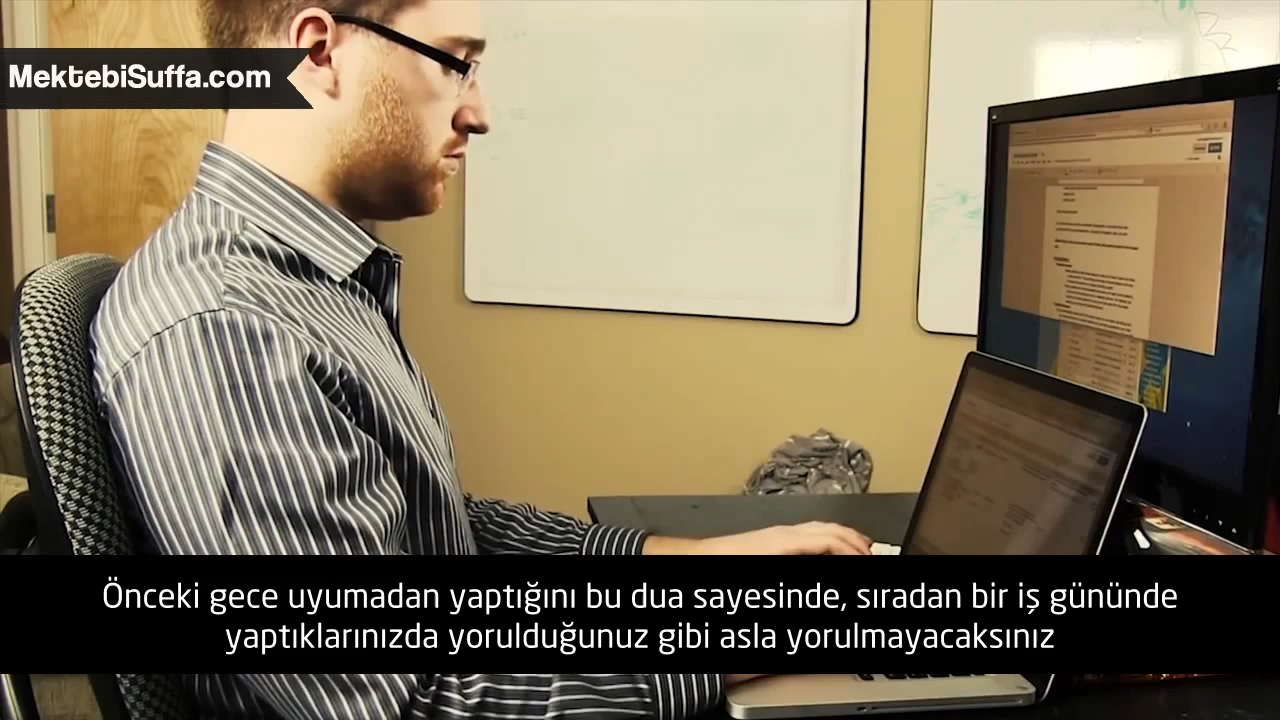 MektebiSuffa.com
Önceki gece uyumadan yaptığını bu dua sayesinde, sıradan bir iş gününde
yaptıklarınızda yorulduğunuz gibi asla yorulmayacaksınız